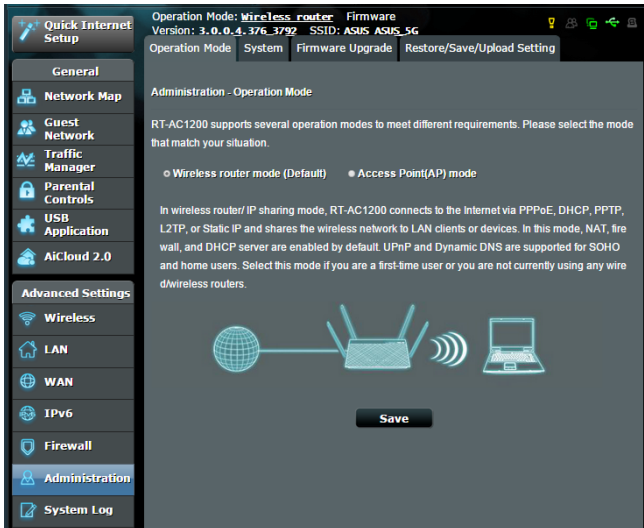 Quick Internet
Setup
General
Network Map
Guest
Network
Traffic
Manager
Parental
Controls
USB
Application
AiCloud 2.0
Advanced Settings
Wireless
LAN
WAN
IPv6
Firewall
Administration
System Log
Operation Mode: Wireless router Firmware
Version: 3.0.0.4.376_3792 SSID: ASUS ASUS_5G
Operation Mode System Firmware Upgrade Restore/Save/Upload Setting
Administration - Operation Mode
RT-AC1200 supports several operation modes to meet different requirements. Please select the mode
that match your situation.
Wireless router mode (Default) Access Point(AP) mode
In wireless router/ IP sharing mode, RT-AC1200 connects to the Internet via PPPoE, DHCP, PPTP,
L2TP, or Static IP and shares the wireless network to LAN clients or devices. In this mode, NAT, fire
wall, and DHCP server are enabled by default. UPnP and Dynamic DNS are supported for SOHO
and home users. Select this mode if you are a first-time user or you are not currently using any wire
d/wireless routers.
Save